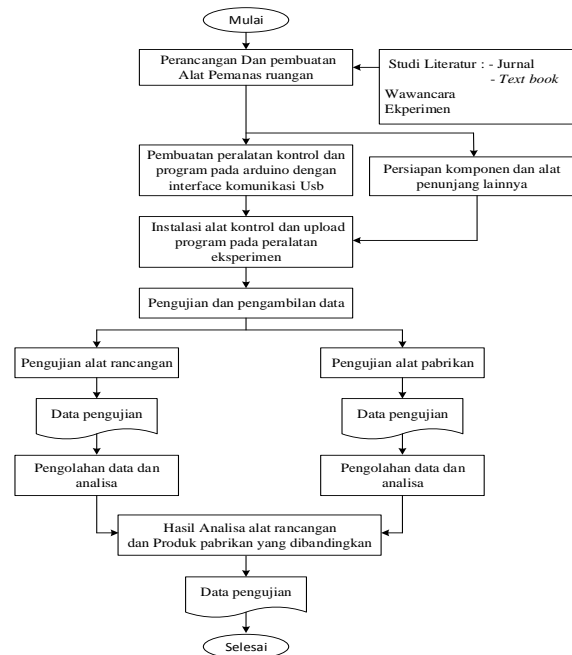 Mulai
Perancangan Dan pembuatan
Alat Pemanas ruangan
Studi Literatur : - Jurnal
- Text book
Wawancara
Ekperimen
Pembuatan peralatan kontrol dan
program pada arduino dengan
interface komunikasi Usb
Persiapan komponen dan alat
penunjang lainnya
Instalasi alat kontrol dan upload
program pada peralatan
eksperimen
Pengujian dan pengambilan data
Pengujian alat rancangan
Pengujian alat pabrikan
Data pengujian
Data pengujian
Pengolahan data dan
analisa
Pengolahan data dan
analisa
Hasil Analisa alat rancangan
dan Produk pabrikan yang dibandingkan
Data pengujian
Selesai